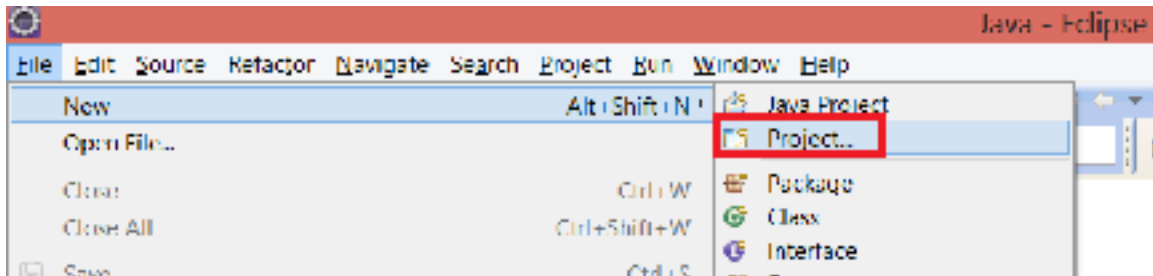 Java - Eclipse
File Edit Source Refactor Navigate Search Project Run Window Help
New Alt+Shift+N
Java Project
Open File...
Project...
Close Ctrl+W
Package
Close All Ctrl+Shift+W
Class
Interface
Save Ctrl+S